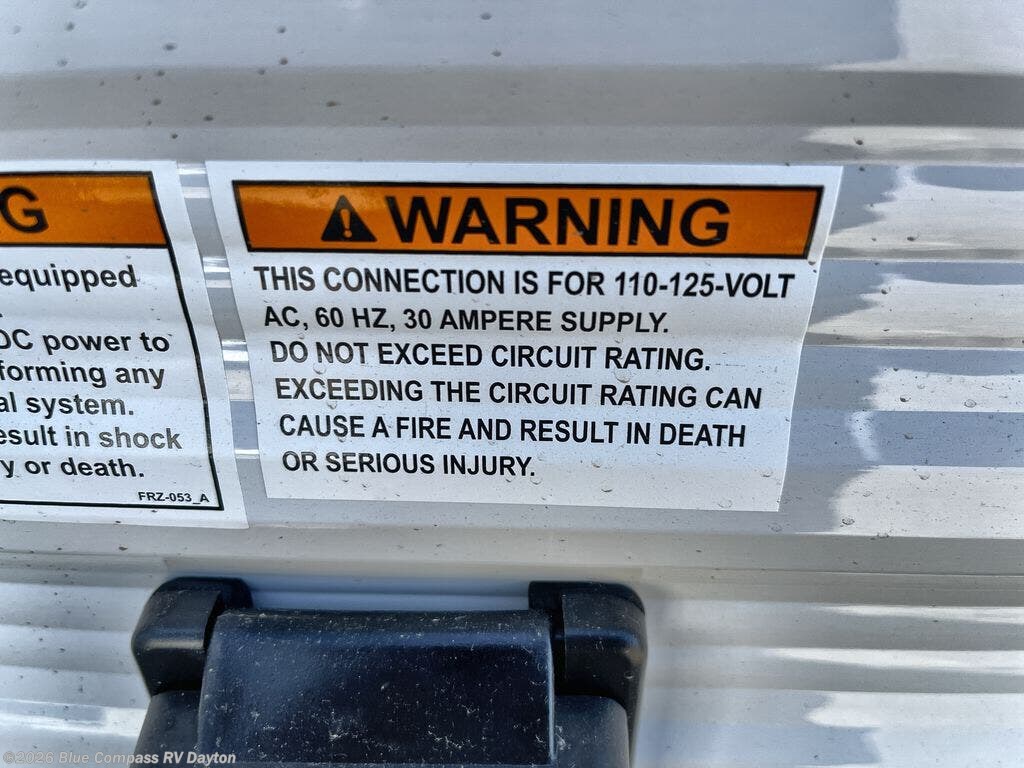 G
equipped
DC power to
forming any
al system.
esult in shock
y or death.
FRZ-053_A
WARNING
THIS CONNECTION IS FOR 110-125-VOLT
AC, 60 HZ, 30 AMPERE SUPPLY.
DO NOT EXCEED CIRCUIT RATING.
EXCEEDING THE CIRCUIT RATING CAN
CAUSE A FIRE AND RESULT IN DEATH
OR SERIOUS INJURY.
©2026 Blue Compass RV Dayton